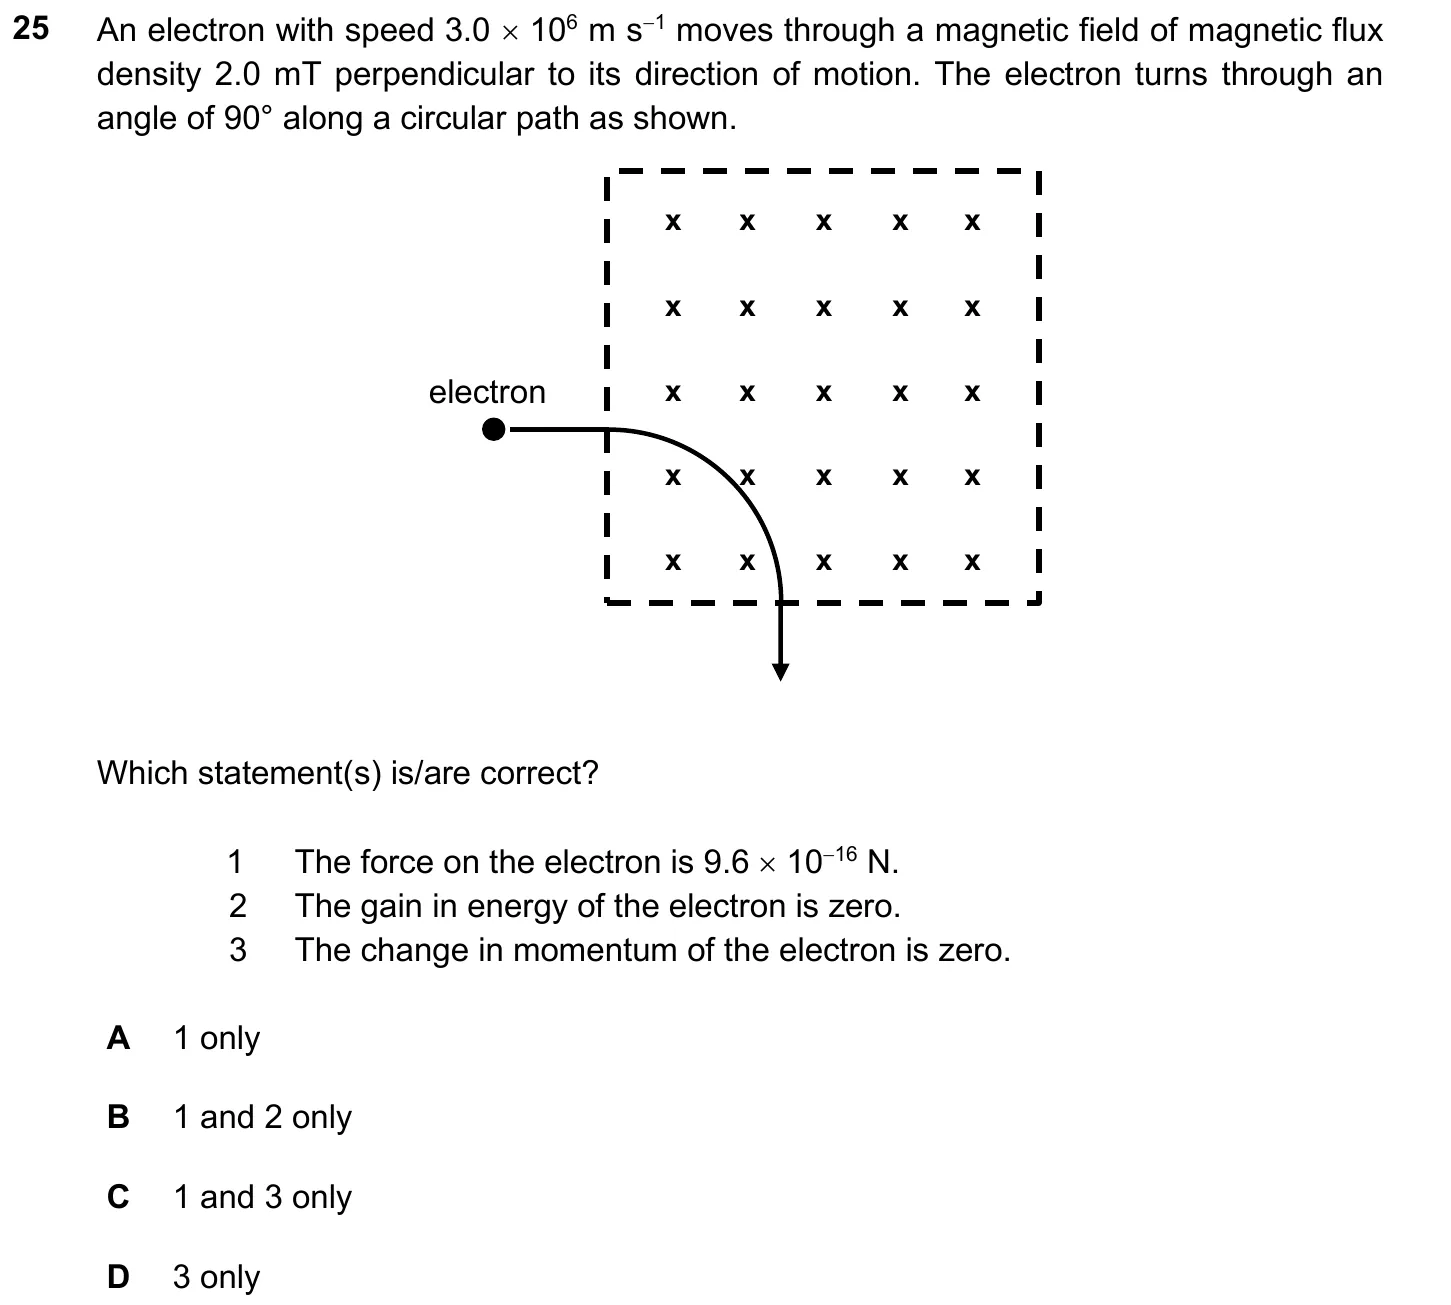 25 An electron with speed 3.0 × 10⁶ m s⁻¹ moves through a magnetic field of magnetic flux
density 2.0 mT perpendicular to its direction of motion. The electron turns through an
angle of 90° along a circular path as shown.
x x x x x
x x x x x
electron x x x x x
x x x x x
x x x x x
Which statement(s) is/are correct?
1 The force on the electron is 9.6 × 10⁻¹⁶ N.
2 The gain in energy of the electron is zero.
3 The change in momentum of the electron is zero.
A 1 only
B 1 and 2 only
C 1 and 3 only
D 3 only